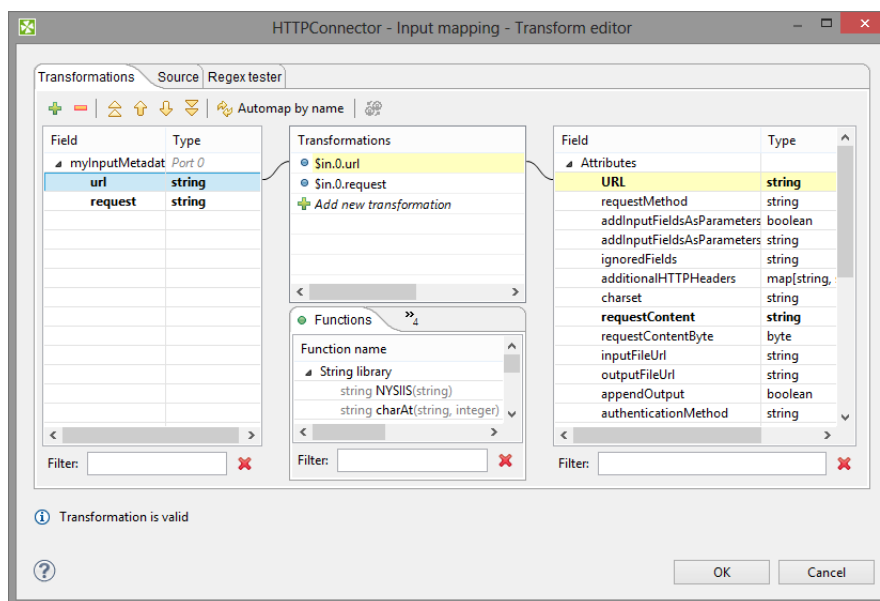 HTTPConnector - Input mapping - Transform editor
Transformations Source Regex tester
Automap by name
Field Type
myInputMetadat Port 0
url string
request string
Filter:
Transformations
$in.0.url
$in.0.request
Add new transformation
Functions »4
Function name
String library
string NYSIIS(string)
string charAt(string, integer)
Filter:
Field Type
Attributes
URL string
requestMethod string
addInputFieldsAsParameters boolean
addInputFieldsAsParameters string
ignoredFields string
additionalHTTPHeaders map[string,
charset string
requestContent string
requestContentByte byte
inputFileUrl string
outputFileUrl string
appendOutput boolean
authenticationMethod string
Filter:
Transformation is valid
OK Cancel